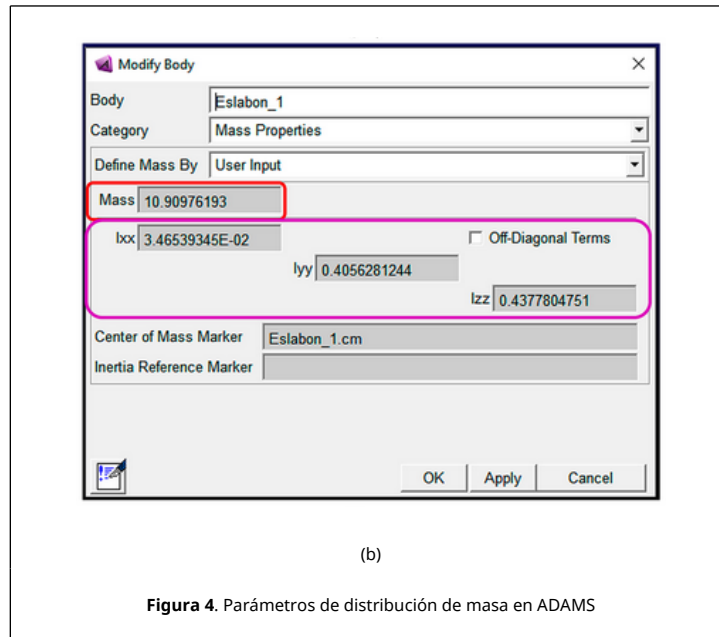 Modify Body
Body Eslabon_1
Category Mass Properties
Define Mass By User Input
Mass 10.90976193
Ixx 3.46539345E-02 Off-Diagonal Terms
Iyy 0.4056281244
Izz 0.4377804751
Center of Mass Marker Eslabon_1.cm
Inertia Reference Marker
OK Apply Cancel
(b)
Figura 4. Parámetros de distribución de masa en ADAMS